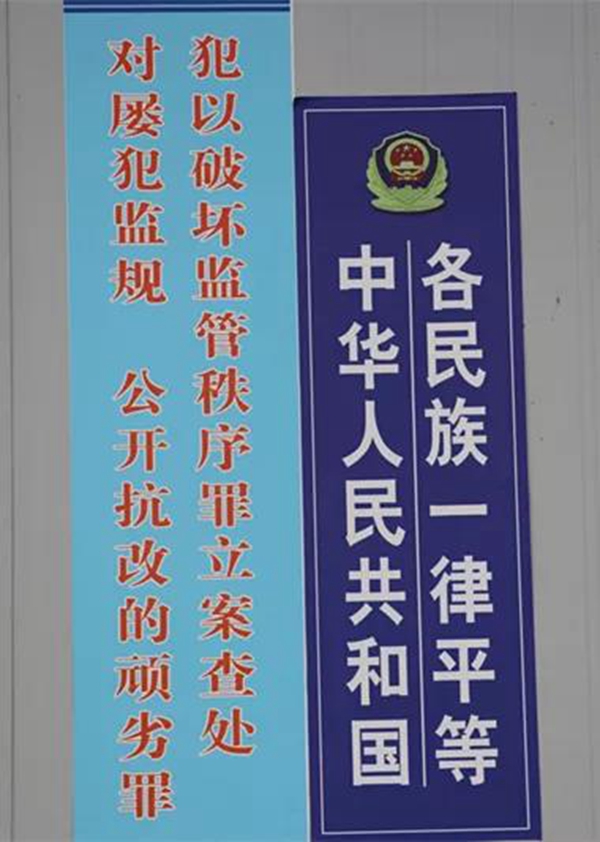 对屡犯监规 公开抗改的顽劣罪
犯以破坏监管秩序罪立案查处
中华人民共和国
各民族一律平等